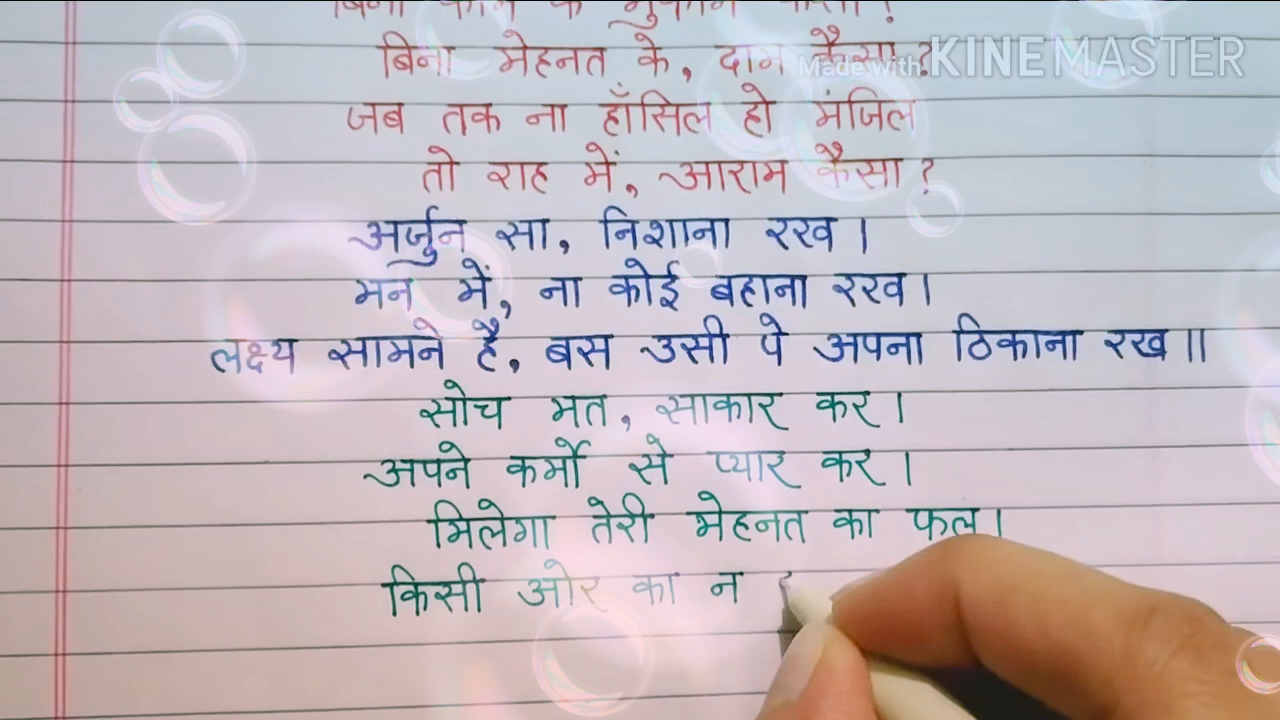 बिना मेहनत के, दाम कैसा?
Made with KINEMASTER
जब तक ना हाँसिल हो मंजिल
तो राह में, आराम कैसा?
अर्जुन सा, निशाना रख।
मन में, ना कोई बहाना रख।
लक्ष्य सामने है, बस उसी पे अपना ठिकाना रख॥
सोच मत, साकार कर।
अपने कर्मो से प्यार कर।
मिलेगा तेरी मेहनत का फल।
किसी ओर का न